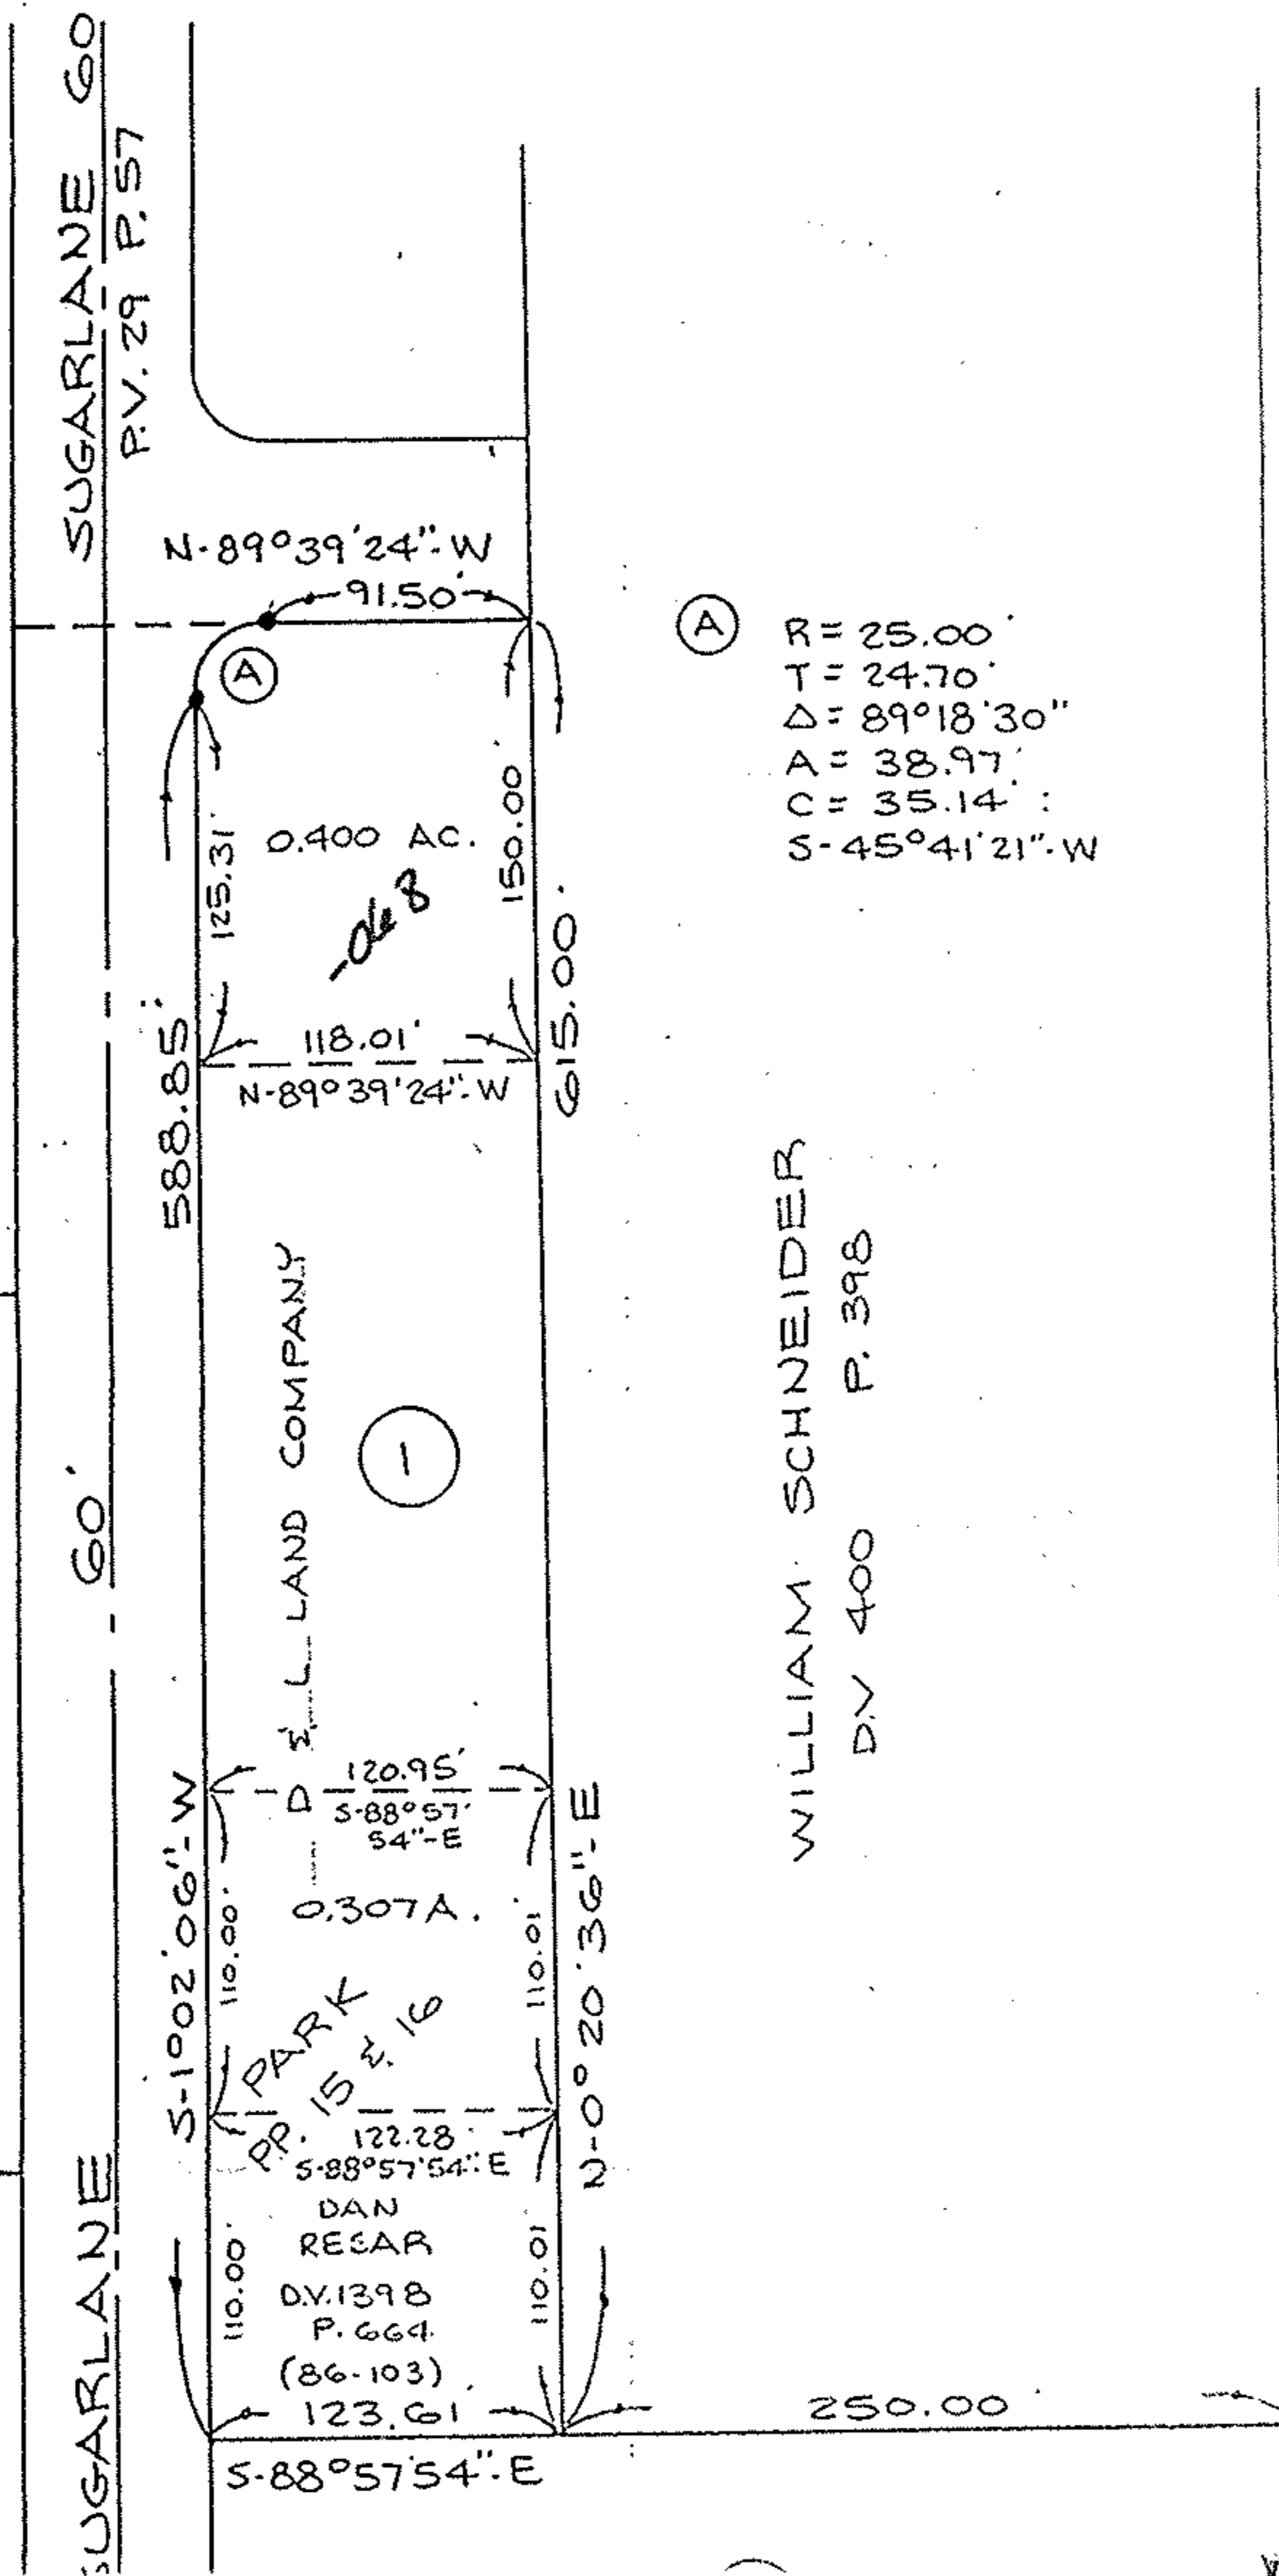 SUGARLANE 60
P.V. 29 P. 57
N-89°39'24"-W
91.50'
A
A
R = 25.00'
T = 24.70'
Δ = 89°18'30"
A = 38.97'
C = 35.14' :
S-45°41'21"-W
125.31'
0.400 AC.
150.00
588.85'
615.00'
118.01'
N-89°39'24"-W
D & L LAND COMPANY
1
60'
WILLIAM SCHNEIDER
D.V 400 P. 398
120.95'
S-88°57'
54"-E
S-1°02'06"-W
110.00'
0.307 A.
110.01
N-0°20'36"-E
PARK
PP. 15 & 16
122.28
S-88°57'54"-E
SUGARLANE
110.00'
DAN
110.01
D.V. 1398
P. 664
(86-103)
123.61'
250.00'
S-88°57'54"-E